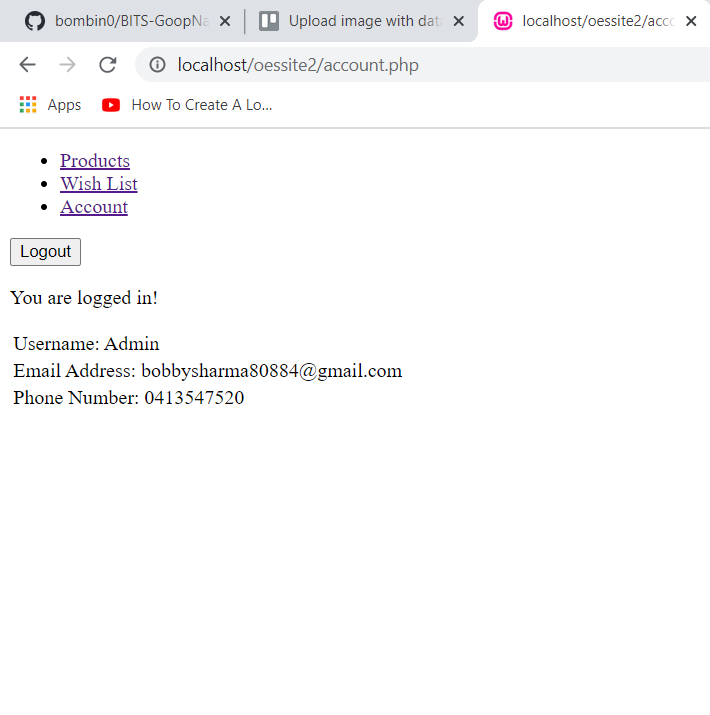 bombin0/BITS-GoopNa
Upload image with data
localhost/oessite2/acco
localhost/oessite2/account.php
Apps
How To Create A Lo...
Products
Wish List
Account
Logout
You are logged in!
Username: Admin
Email Address: bobbysharma80884@gmail.com
Phone Number: 0413547520